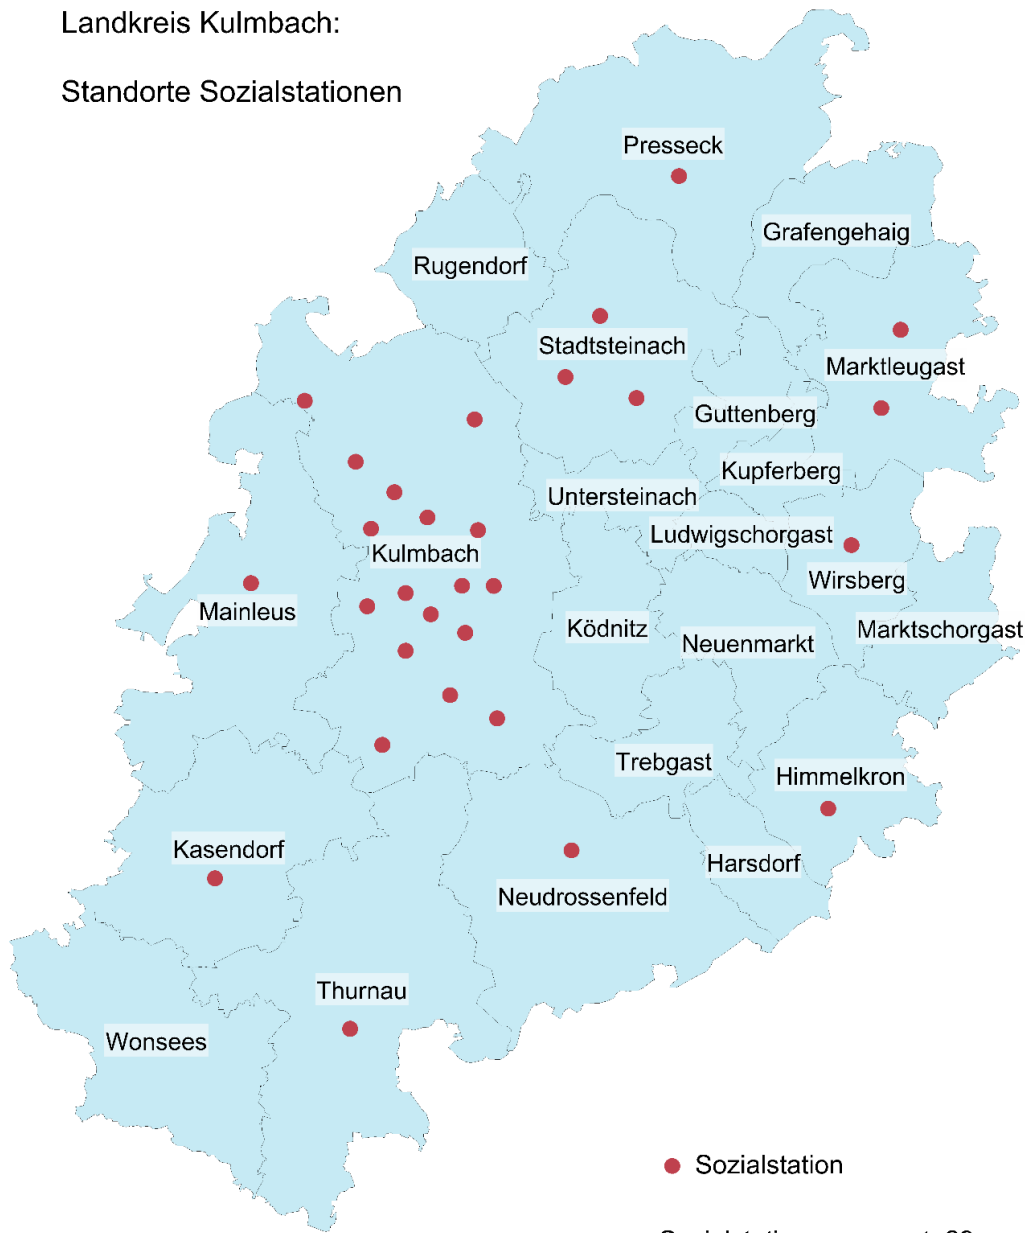 Landkreis Kulmbach:
Standorte Sozialstationen
Presseck
Grafengehaig
Rugendorf
Stadtsteinach
Marktleugast
Guttenberg
Kupferberg
Untersteinach
Ludwigschorgast
Kulmbach
Wirsberg
Mainleus
Ködnitz
Marktschorgast
Neuenmarkt
Trebgast
Himmelkron
Kasendorf
Harsdorf
Neudrossenfeld
Thurnau
Wonsees
Sozialstation